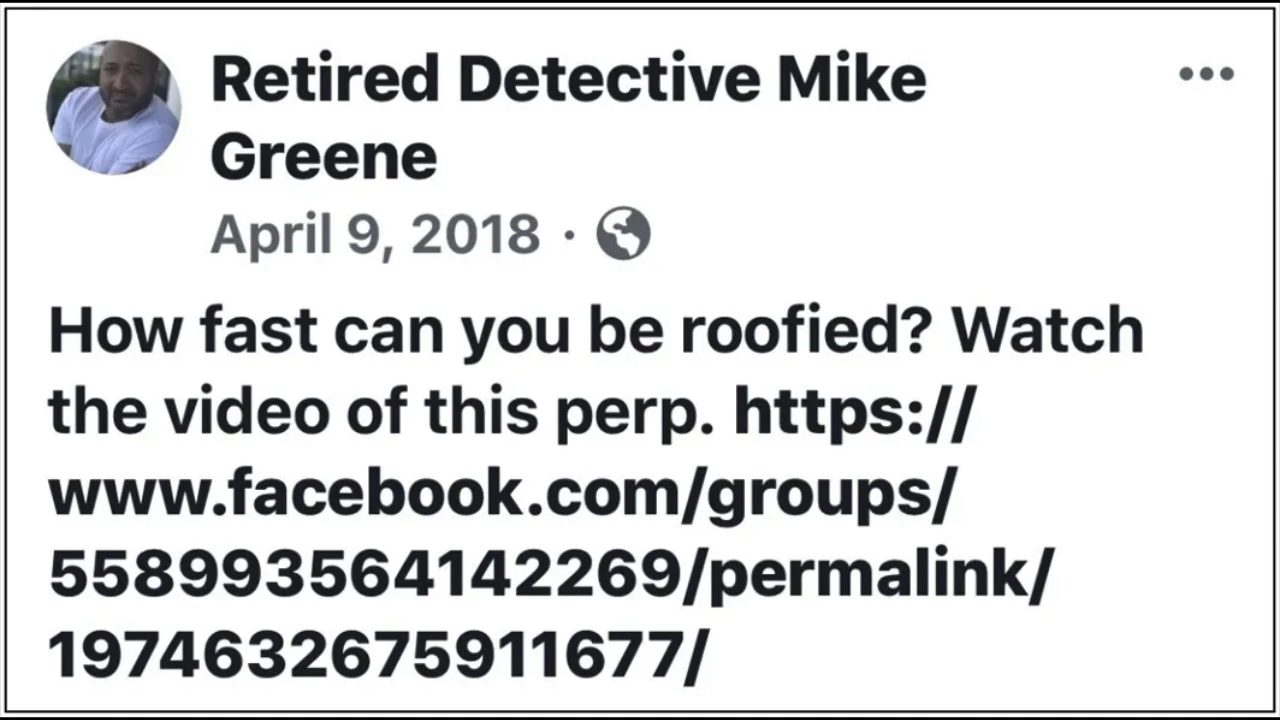 Retired Detective Mike
Greene
April 9, 2018 ·
How fast can you be roofied? Watch
the video of this perp. https://
www.facebook.com/groups/
558993564142269/permalink/
1974632675911677/